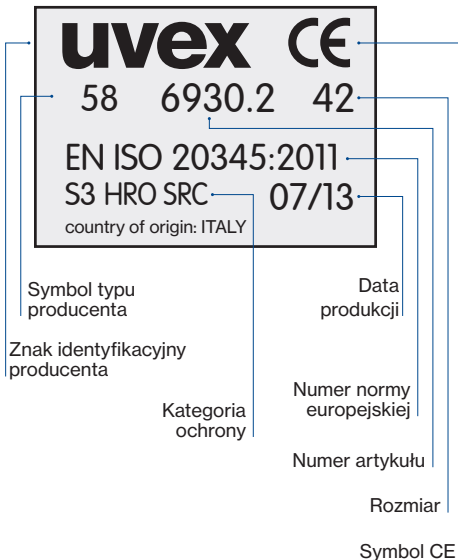 uvex CE
58 6930.2 42
EN ISO 20345:2011
S3 HRO SRC 07/13
country of origin: ITALY
Symbol typu
producenta
Data
produkcji
Znak identyfikacyjny
producenta
Numer normy
europejskiej
Kategoria
ochrony
Numer artykułu
Rozmiar
Symbol CE